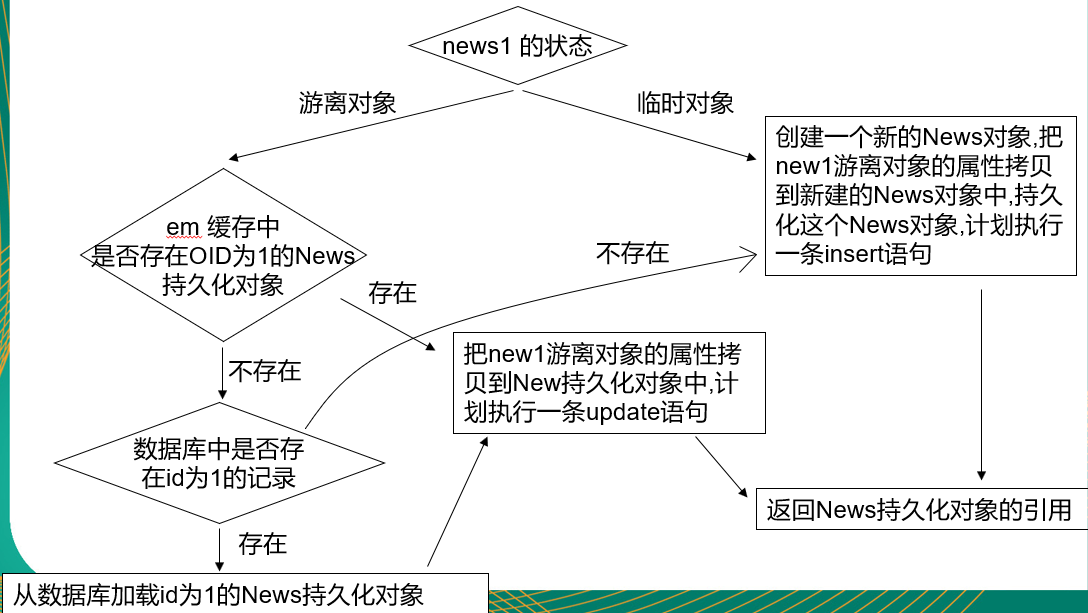 news1 的状态
游离对象
临时对象
创建一个新的News对象,把
new1游离对象的属性拷贝
到新建的News对象中,持久
化这个News对象,计划执行
一条insert语句
em 缓存中
是否存在OID为1的News
持久化对象
不存在
存在
把new1游离对象的属性拷
贝到New持久化对象中,计
划执行一条update语句
不存在
数据库中是否存
在id为1的记录
返回News持久化对象的引用
存在
从数据库加载id为1的News持久化对象